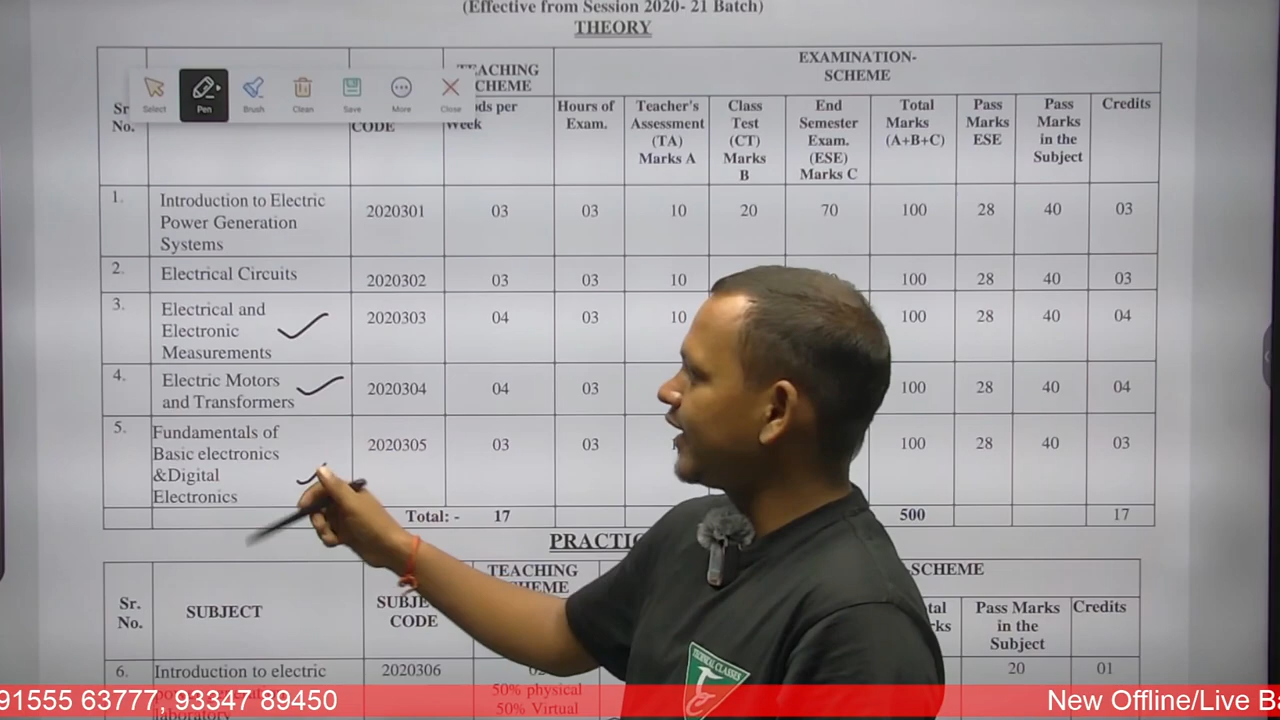 (Effective from Session 2020- 21 Batch)
THEORY
EXAMINATION-
SCHEME
Select
Pen
Brush
Clean
Save
More
Close
Sr
No.
CODE
Week
Hours of
Exam.
Teacher's
Assessment
(TA)
Marks A
Class
Test
(CT)
Marks
B
End
Semester
Exam.
(ESE)
Marks C
Total
Marks
(A+B+C)
Pass
Marks
ESE
Pass
Marks
in the
Subject
Credits
1. Introduction to Electric
Power Generation
Systems
2020301 03 03 10 20 70 100 28 40 03
2. Electrical Circuits 2020302 03 03 10 100 28 40 03
3. Electrical and
Electronic
Measurements
2020303 04 03 10 100 28 40 04
4. Electric Motors
and Transformers
2020304 04 03 100 28 40 04
5. Fundamentals of
Basic electronics
&Digital
Electronics
2020305 03 03 100 28 40 03
Total: - 17 500 17
TEACHING
Sr.
No.
SUBJECT
CODE
Pass Marks
in the
Subject
Credits
6. Introduction to electric 2020306 20 01
50% physical
50% Virtual
laboratory
TECHNICAL CLASSES
91555 63777, 93347 89450
New Offline/Live